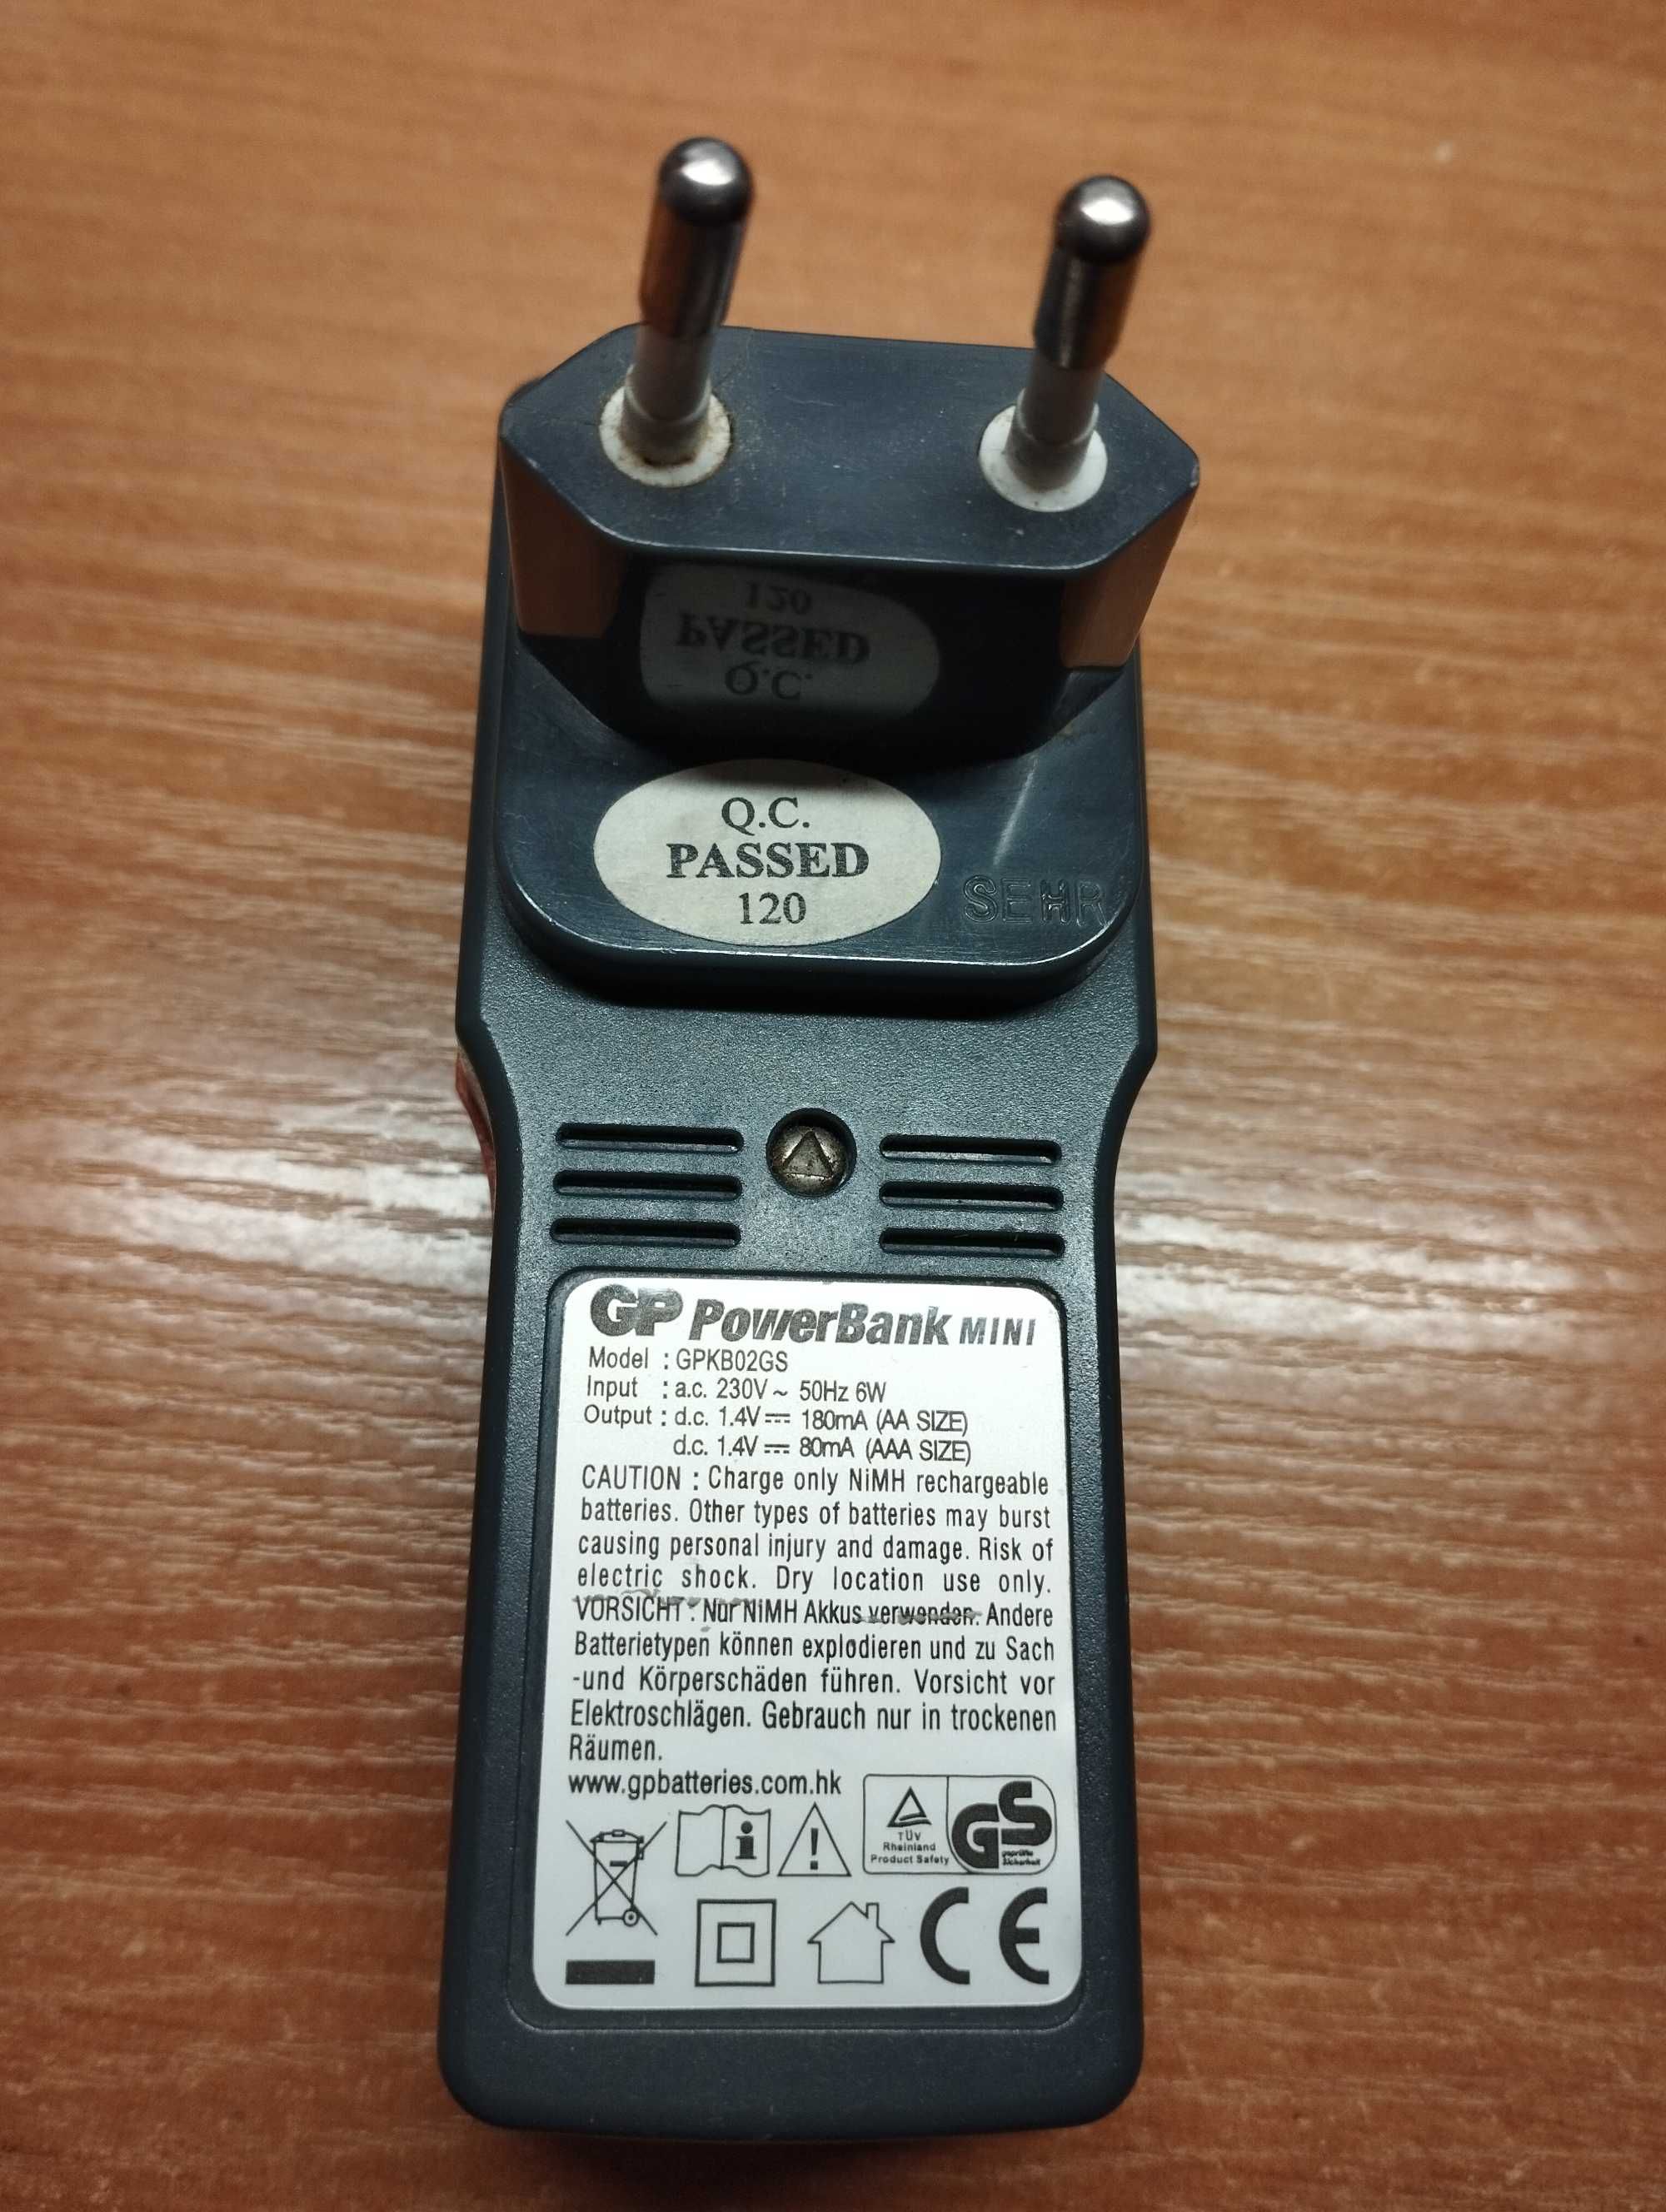 120
PASSED
Q.C.
Q.C.
PASSED
120
SEHR
GP PowerBank MINI
Model : GPKB02GS
Input : a.c. 230V ~ 50Hz 6W
Output : d.c. 1.4V ⎓ 180mA (AA SIZE)
d.c. 1.4V ⎓ 80mA (AAA SIZE)
CAUTION : Charge only NiMH rechargeable
batteries. Other types of batteries may burst
causing personal injury and damage. Risk of
electric shock. Dry location use only.
VORSICHT : Nur NiMH Akkus verwenden. Andere
Batterietypen können explodieren und zu Sach
-und Körperschäden führen. Vorsicht vor
Elektroschlägen. Gebrauch nur in trockenen
Räumen.
www.gpbatteries.com.hk
TÜV
Rheinland
Product Safety
GS
geprüfte
Sicherheit
CE